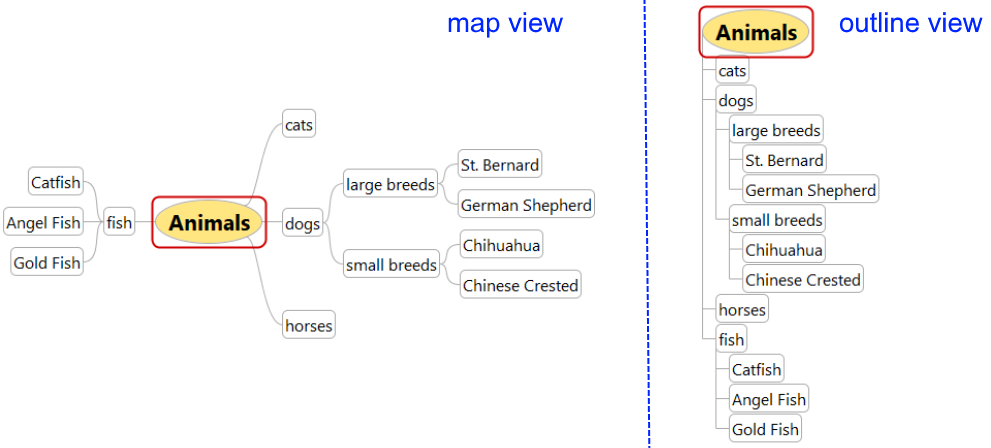 map view
cats
Catfish
Angel Fish
Gold Fish
fish
Animals
dogs
large breeds
St. Bernard
German Shepherd
small breeds
Chihuahua
Chinese Crested
horses
outline view
Animals
cats
dogs
large breeds
St. Bernard
German Shepherd
small breeds
Chihuahua
Chinese Crested
horses
fish
Catfish
Angel Fish
Gold Fish